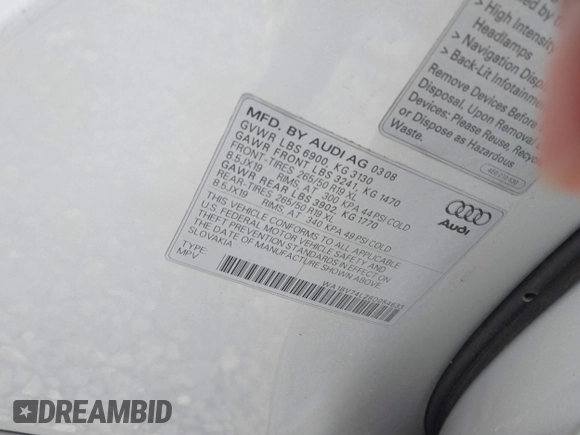 used by
> High Intensity
Headlamps
> Navigation Disp
> Back-Lit Infotainm
Remove Devices Before
Disposal. Upon Removal
Devices: Please Reuse, Recycle
or Dispose as Hazardous
Waste.
MFD. BY AUDI AG 03 08
GVWR LBS 6900, KG 3130
GAWR FRONT LBS 3241, KG 1470
FRONT-TIRES 265/50 R19 XL
8.5JX19 RIMS, AT 300 KPA 44 PSI COLD
GAWR REAR LBS 3902, KG 1770
REAR-TIRES 265/50 R19 XL
8.5JX19 RIMS, AT 340 KPA 49 PSI COLD
THIS VEHICLE CONFORMS TO ALL APPLICABLE
U.S. FEDERAL MOTOR VEHICLE SAFETY AND
THEFT PREVENTION STANDARDS IN EFFECT ON
THE DATE OF MANUFACTURE SHOWN ABOVE.
SLOVAKIA
TYPE:
MPV
Audi
DREAMBID